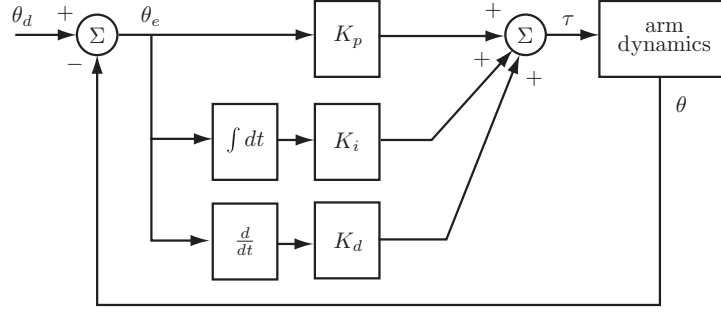 θ_d + Σ − θ_e
K_p
+ + + Σ
τ
arm
dynamics
θ
∫ dt
K_i
d/dt
K_d